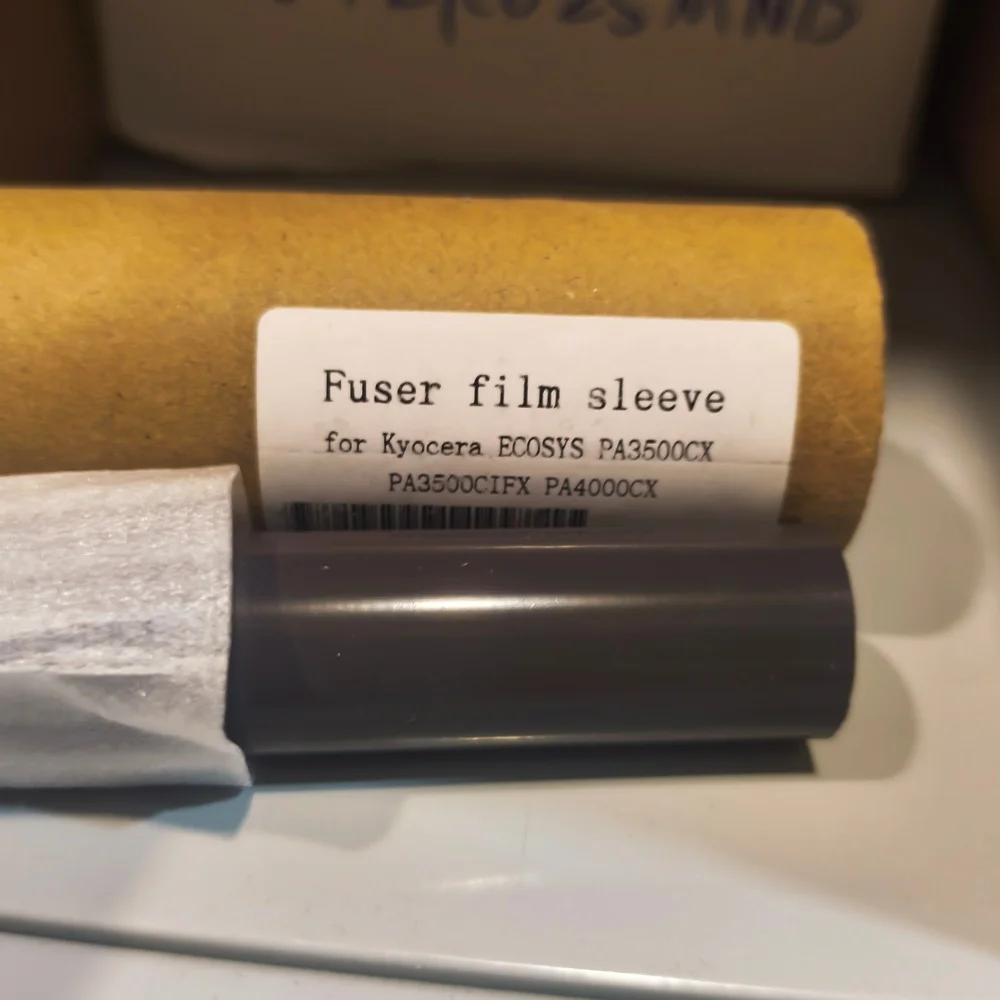 Fuser film sleeve
for Kyocera ECOSYS PA3500CX
PA3500CIFX PA4000CX